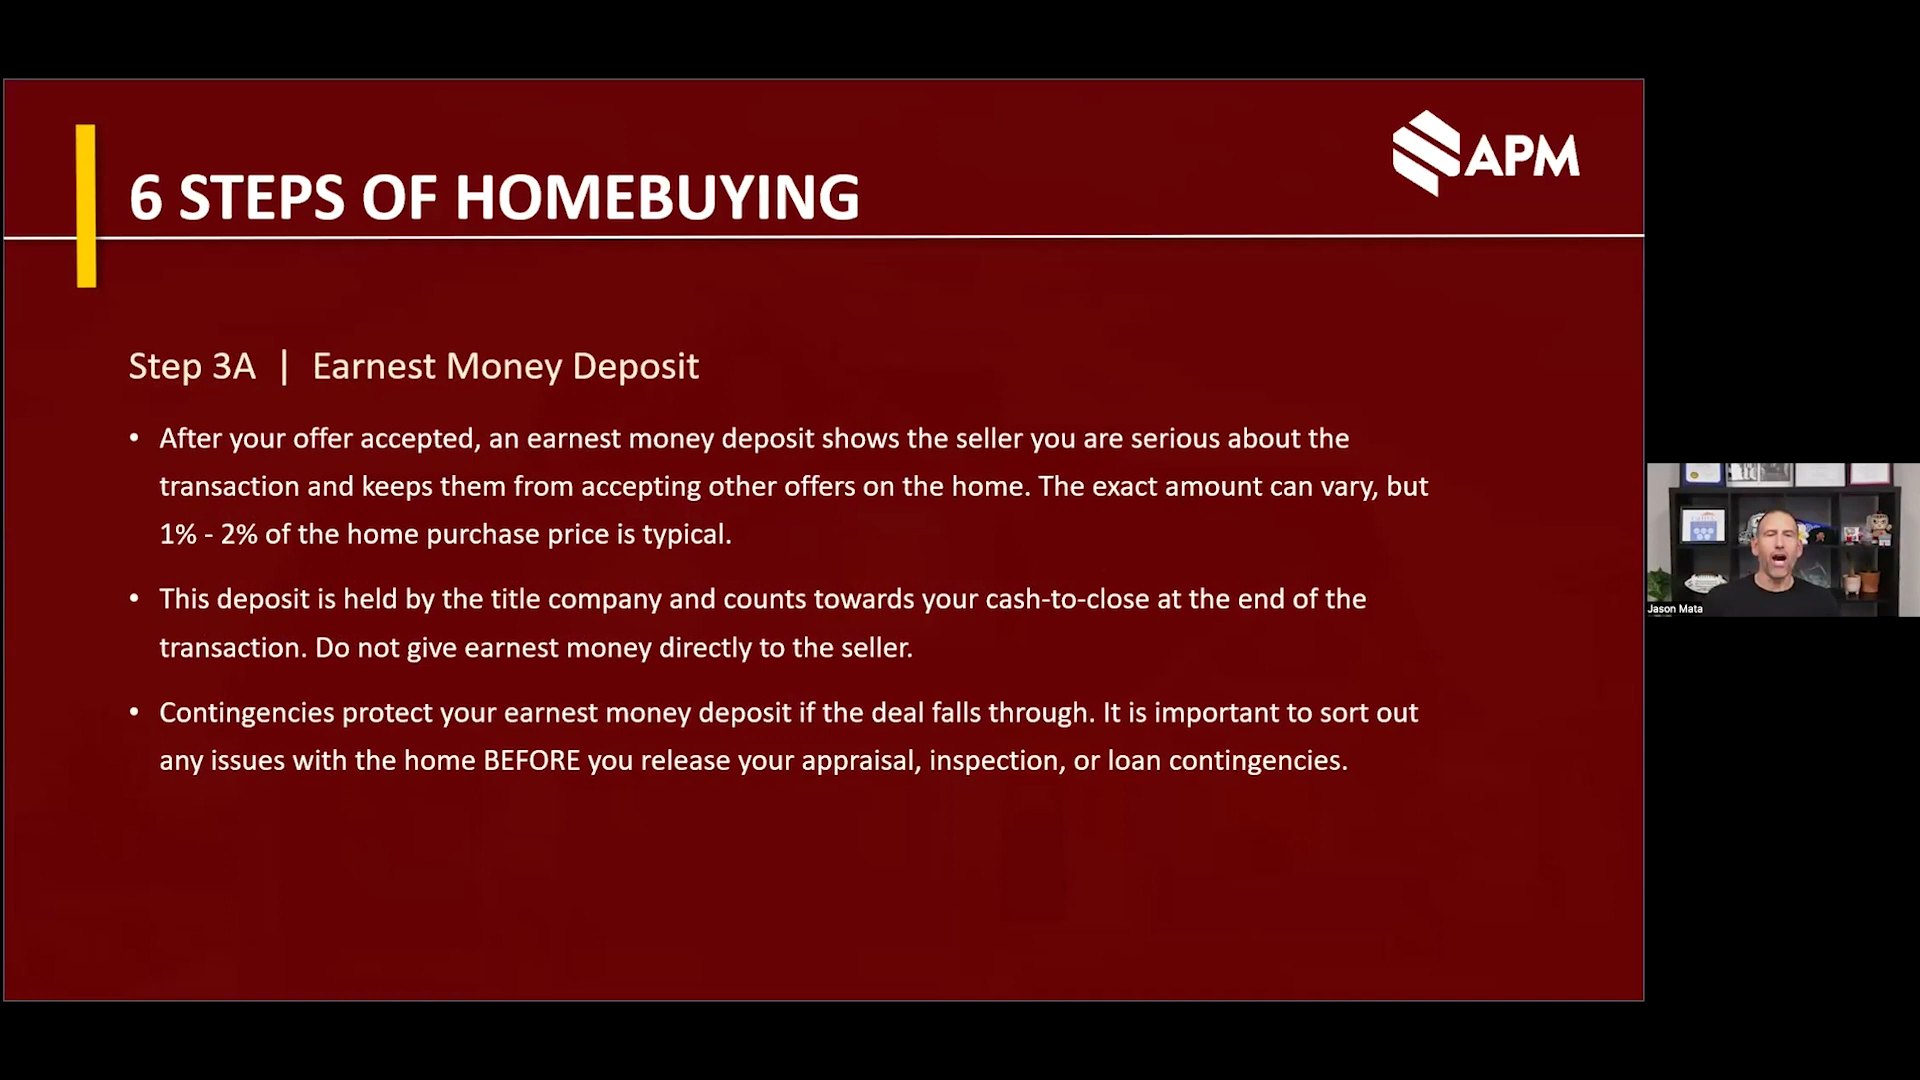 APM
6 STEPS OF HOMEBUYING
Step 3A | Earnest Money Deposit
• After your offer accepted, an earnest money deposit shows the seller you are serious about the
transaction and keeps them from accepting other offers on the home. The exact amount can vary, but
1% - 2% of the home purchase price is typical.
• This deposit is held by the title company and counts towards your cash-to-close at the end of the
transaction. Do not give earnest money directly to the seller.
• Contingencies protect your earnest money deposit if the deal falls through. It is important to sort out
any issues with the home BEFORE you release your appraisal, inspection, or loan contingencies.
Jason Mata